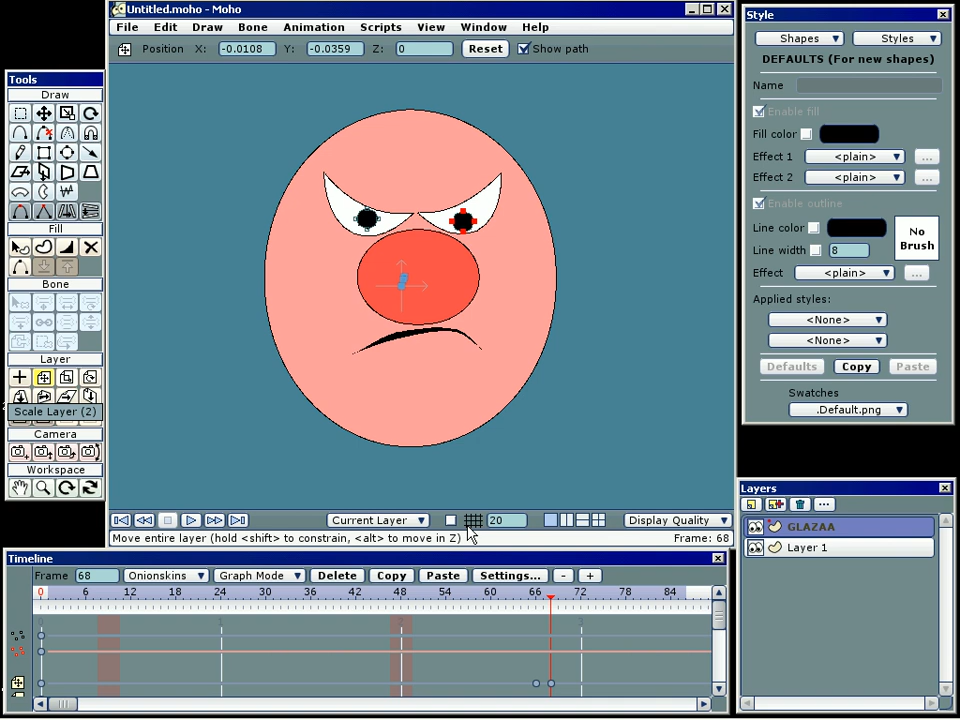 Untitled.moho - Moho
File Edit Draw Bone Animation Scripts View Window Help
Position X: -0.0108 Y: -0.0359 Z: 0 Reset Show path
Tools
Draw
Fill
Bone
Layer
Scale Layer (2)
Camera
Workspace
Current Layer 20 Display Quality
Move entire layer (hold <shift> to constrain, <alt> to move in Z) Frame: 68
Style
Shapes Styles
DEFAULTS (For new shapes)
Name
Enable fill
Fill color
Effect 1 <plain> ...
Effect 2 <plain> ...
Enable outline
Line color
No Brush
Line width 8
Effect <plain> ...
Applied styles:
<None>
<None>
Defaults Copy Paste
Swatches
.Default.png
Layers
GLAZAA
Layer 1
Timeline
Frame 68 Onionskins Graph Mode Delete Copy Paste Settings... - +
0 6 12 18 24 30 36 42 48 54 60 66 72 78 84
0 1 2 3